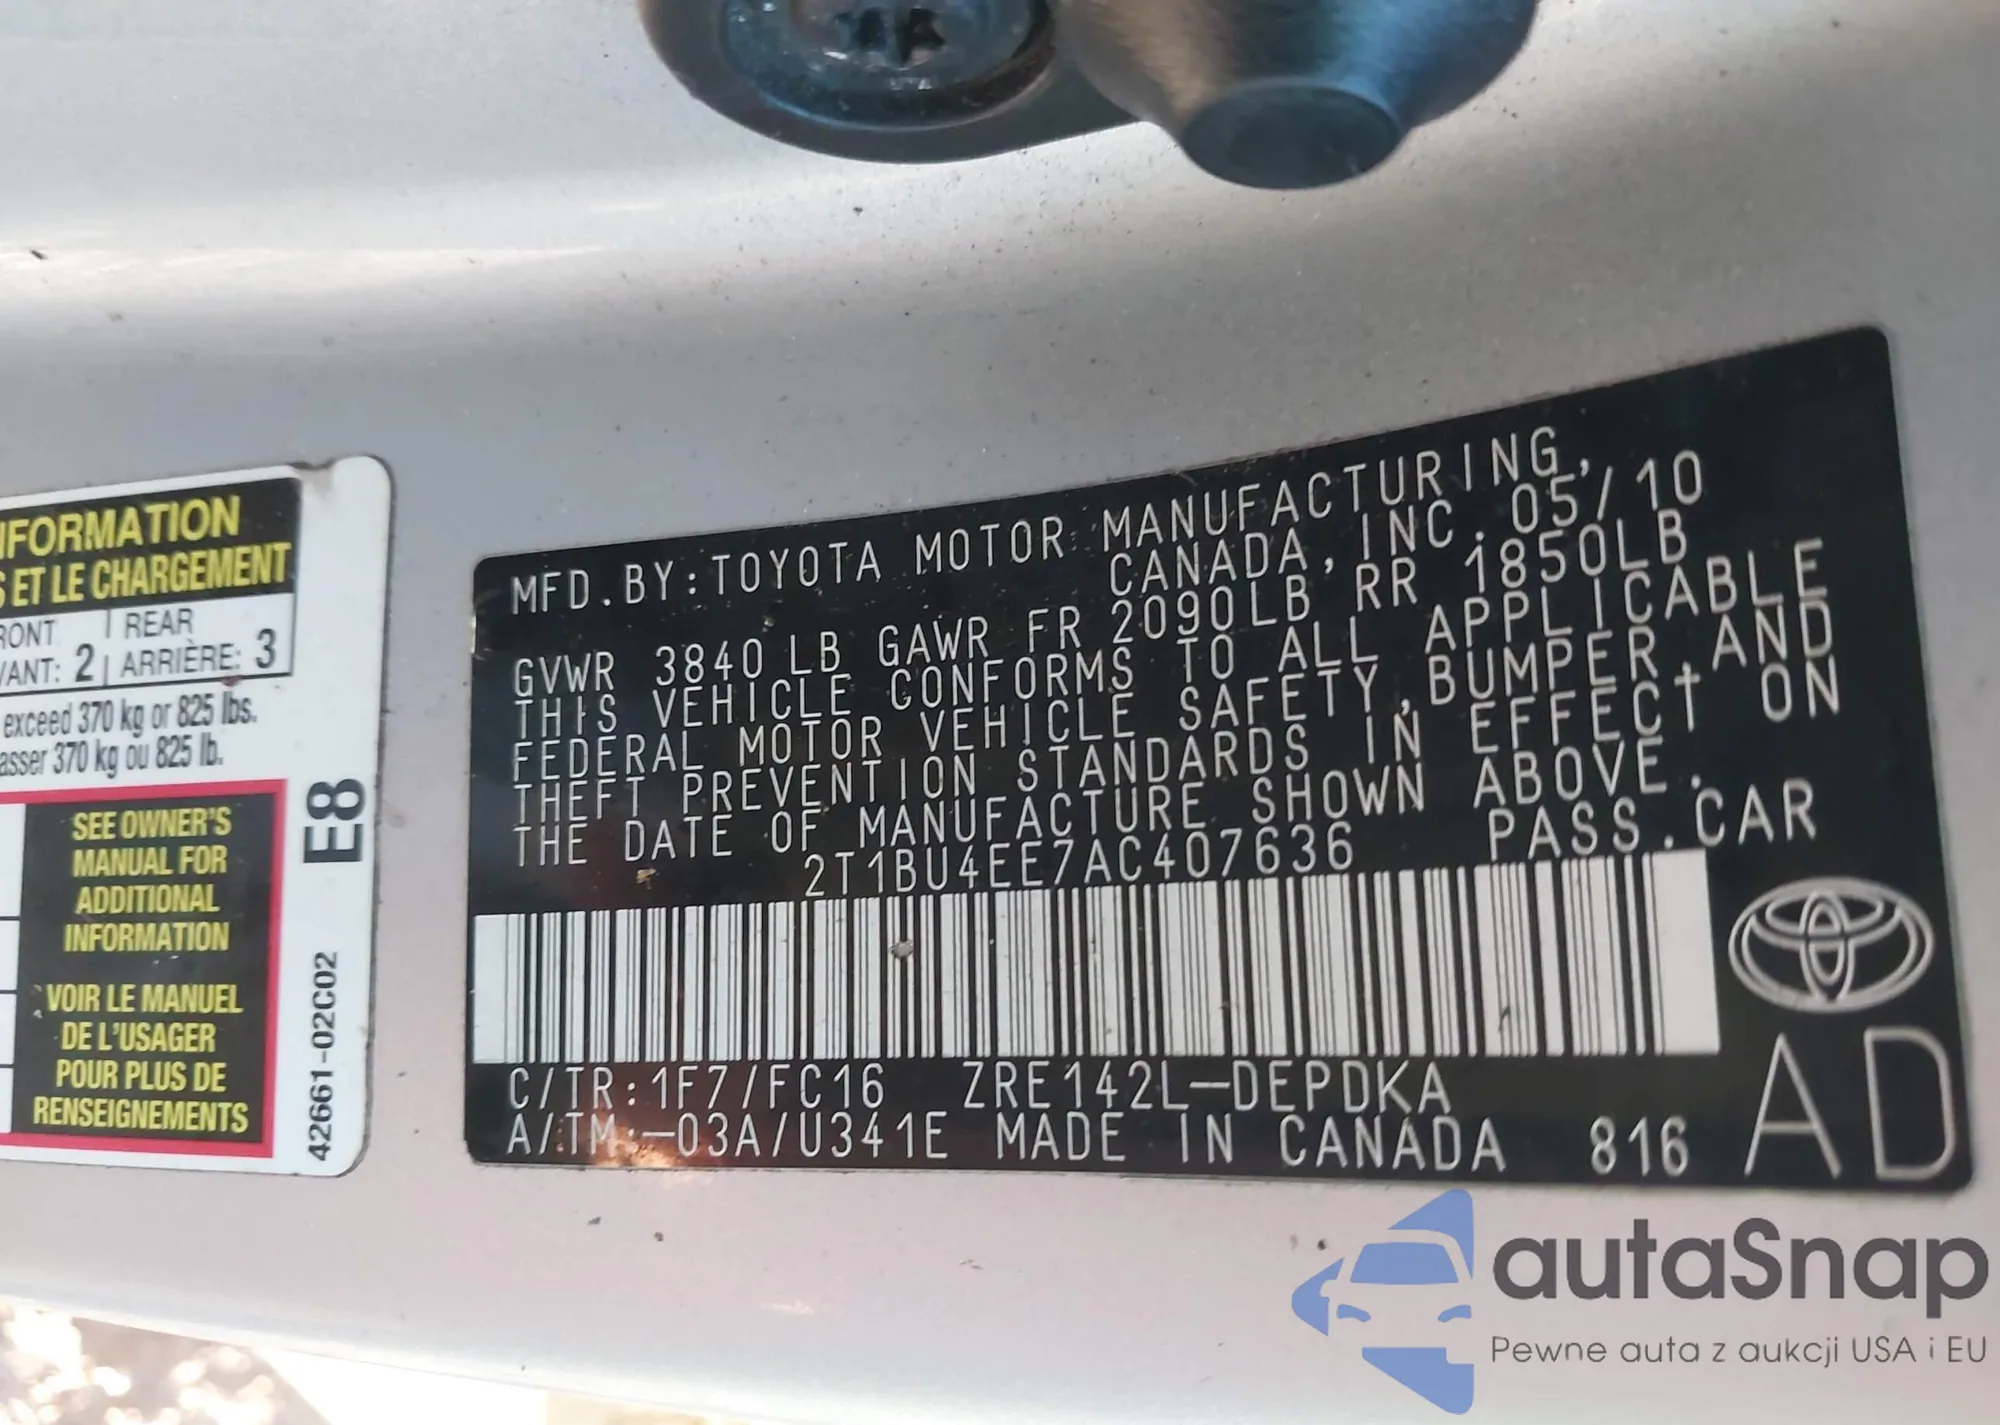 NFORMATION
S ET LE CHARGEMENT
RONT REAR
VANT: 2 ARRIÈRE: 3
exceed 370 kg or 825 lbs.
asser 370 kg ou 825 lb.
SEE OWNER'S
MANUAL FOR
ADDITIONAL
INFORMATION
VOIR LE MANUEL
DE L'USAGER
POUR PLUS DE
RENSEIGNEMENTS
E8
42661-02C02
MFD. BY: TOYOTA MOTOR MANUFACTURING,
CANADA, INC. 05/10
GVWR 3840 LB GAWR FR 2090LB RR 1850LB
THIS VEHICLE CONFORMS TO ALL APPLICABLE
FEDERAL MOTOR VEHICLE SAFETY, BUMPER, AND
THEFT PREVENTION STANDARDS IN EFFECT ON
THE DATE OF MANUFACTURE SHOWN ABOVE.
2T1BU4EE7AC407636 PASS. CAR
C/TR: 1F7/FC16 ZRE142L-DEPDKA
A/TM: -03A/U341E MADE IN CANADA 816
AD
autaSnap
Pewne auta z aukcji USA i EU